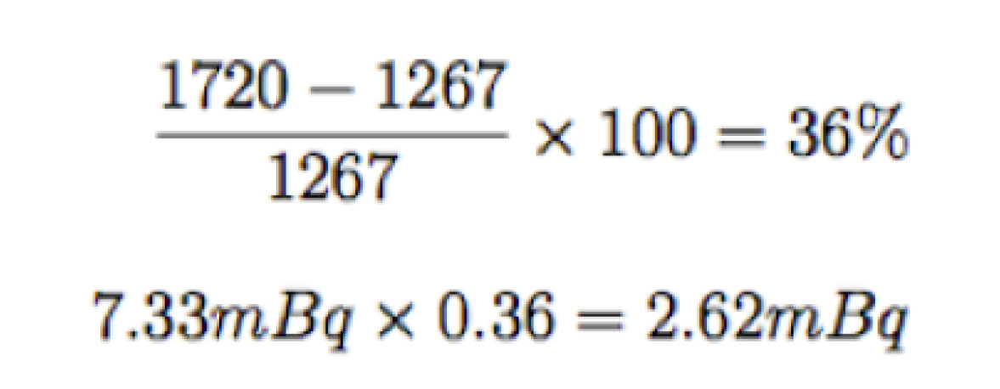 1720 − 1267
1267
× 100 = 36%
7.33mBq × 0.36 = 2.62mBq